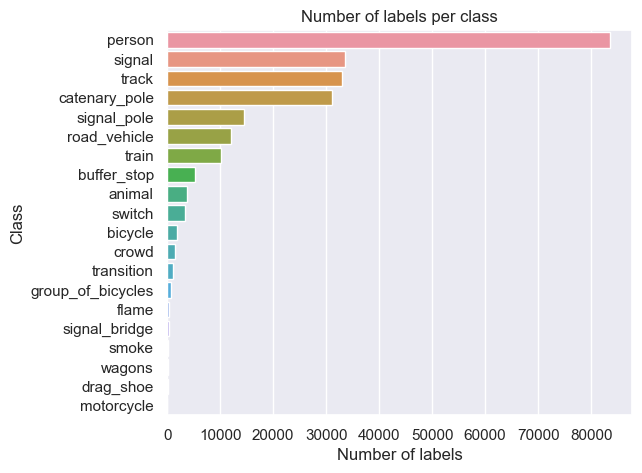 Number of labels per class
person
signal
track
catenary_pole
signal_pole
road_vehicle
train
buffer_stop
animal
switch
bicycle
crowd
transition
group_of_bicycles
flame
signal_bridge
smoke
wagons
drag_shoe
motorcycle
Class
0 10000 20000 30000 40000 50000 60000 70000 80000
Number of labels